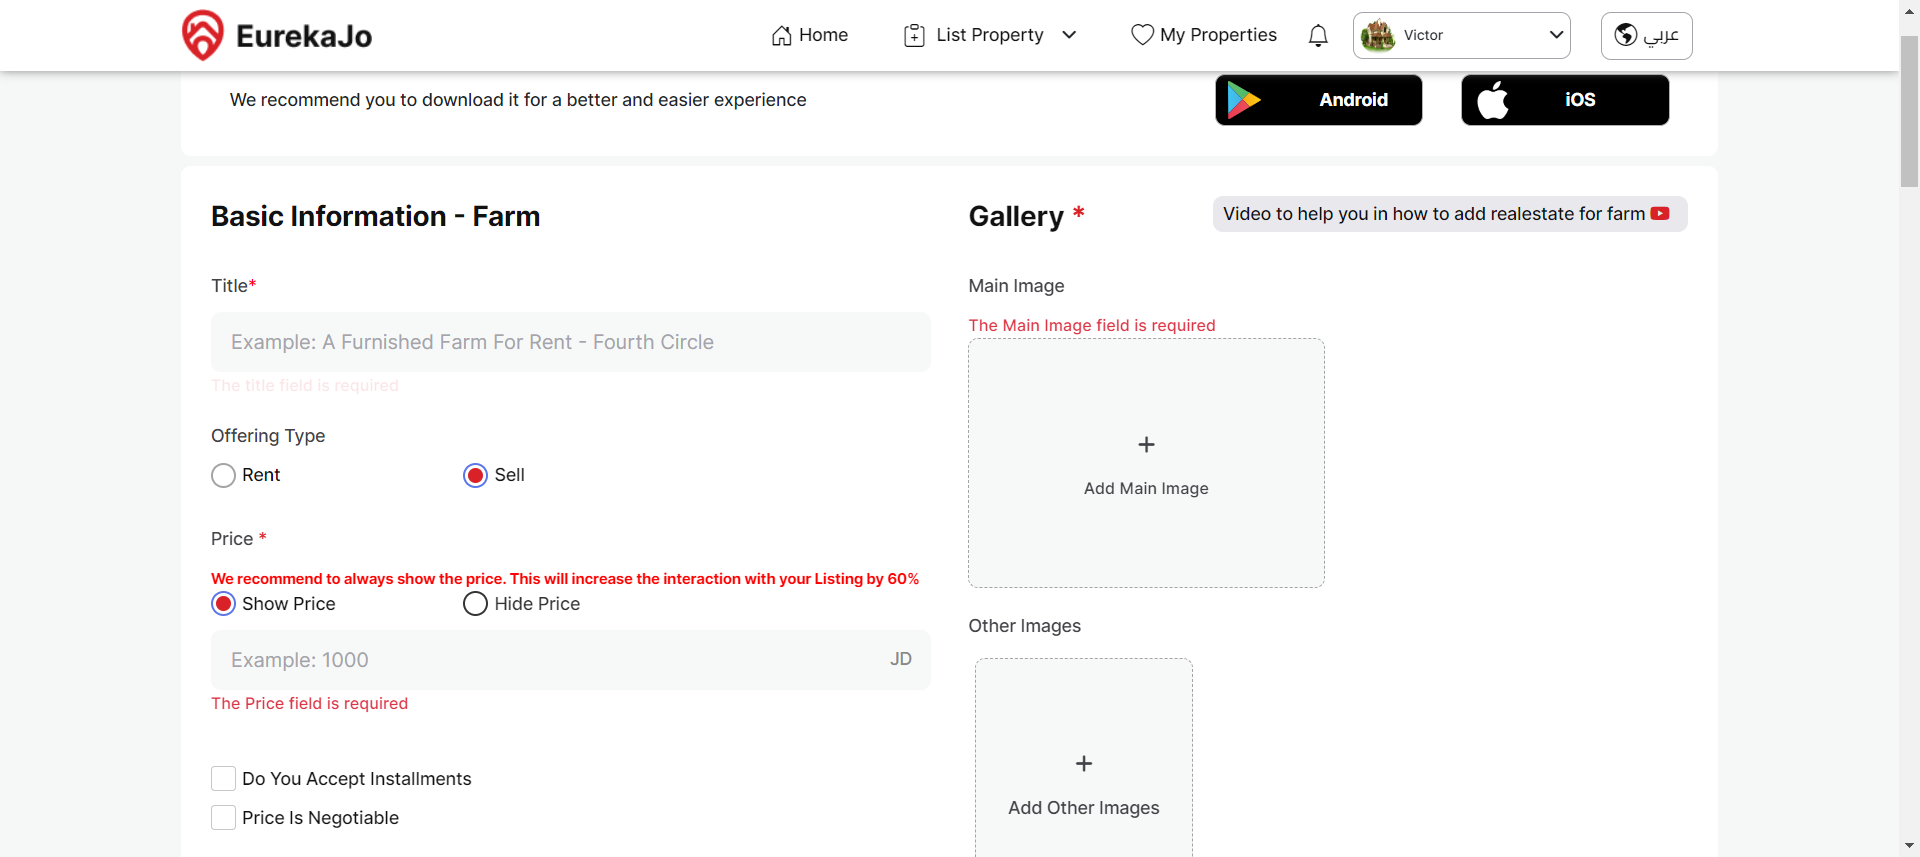 EurekaJo
Home
List Property
My Properties
Victor
عربي
We recommend you to download it for a better and easier experience
Android
iOS
Basic Information - Farm
Title*
Example: A Furnished Farm For Rent - Fourth Circle
The title field is required
Offering Type
Rent
Sell
Price *
We recommend to always show the price. This will increase the interaction with your Listing by 60%
Show Price
Hide Price
Example: 1000
JD
The Price field is required
Do You Accept Installments
Price Is Negotiable
Gallery *
Video to help you in how to add realestate for farm
Main Image
The Main Image field is required
Add Main Image
Other Images
Add Other Images